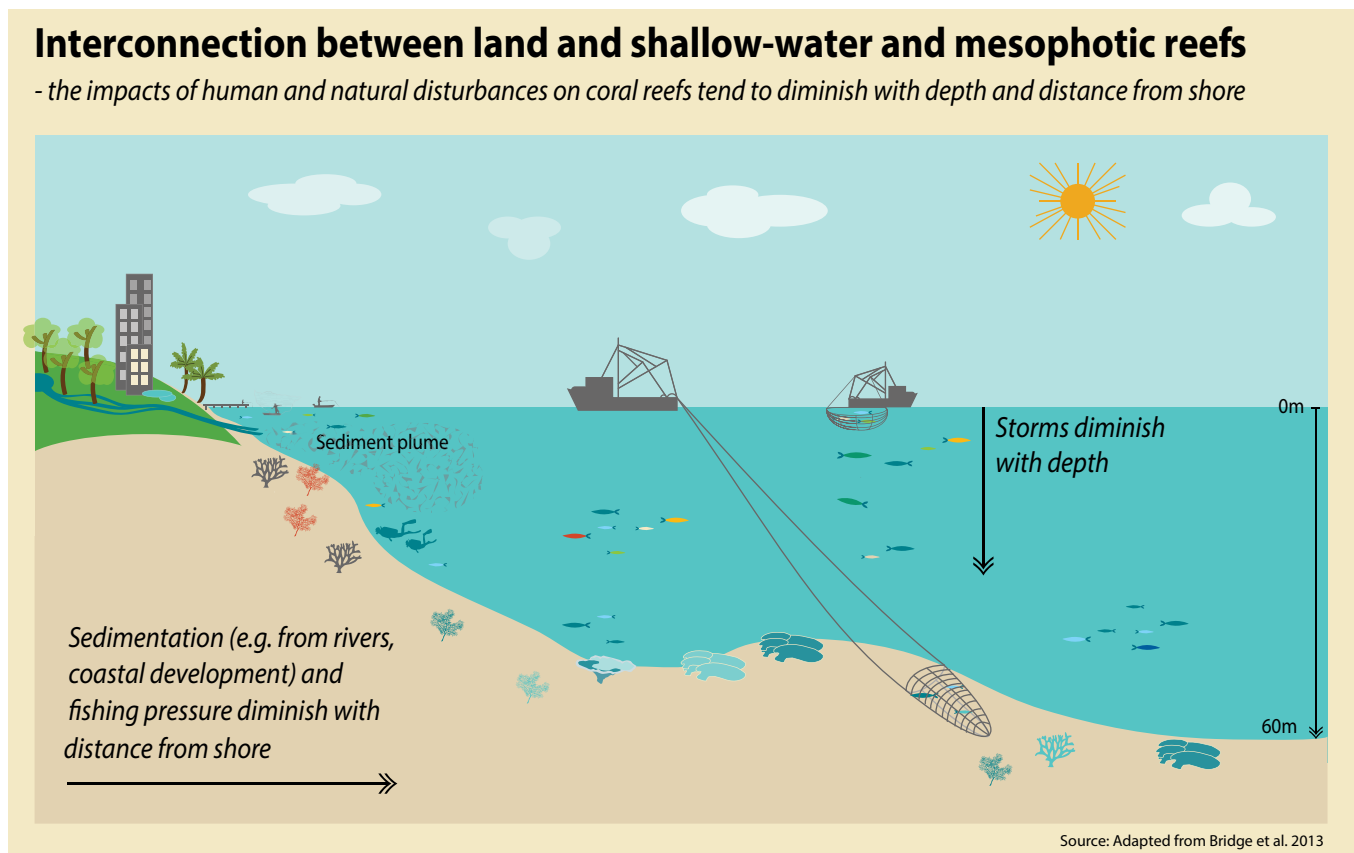 Interconnection between land and shallow-water and mesophotic reefs
- the impacts of human and natural disturbances on coral reefs tend to diminish with depth and distance from shore
0m
Storms diminish
with depth
Sediment plume
Sedimentation (e.g. from rivers,
coastal development) and
fishing pressure diminish with
distance from shore
60m
Source: Adapted from Bridge et al. 2013